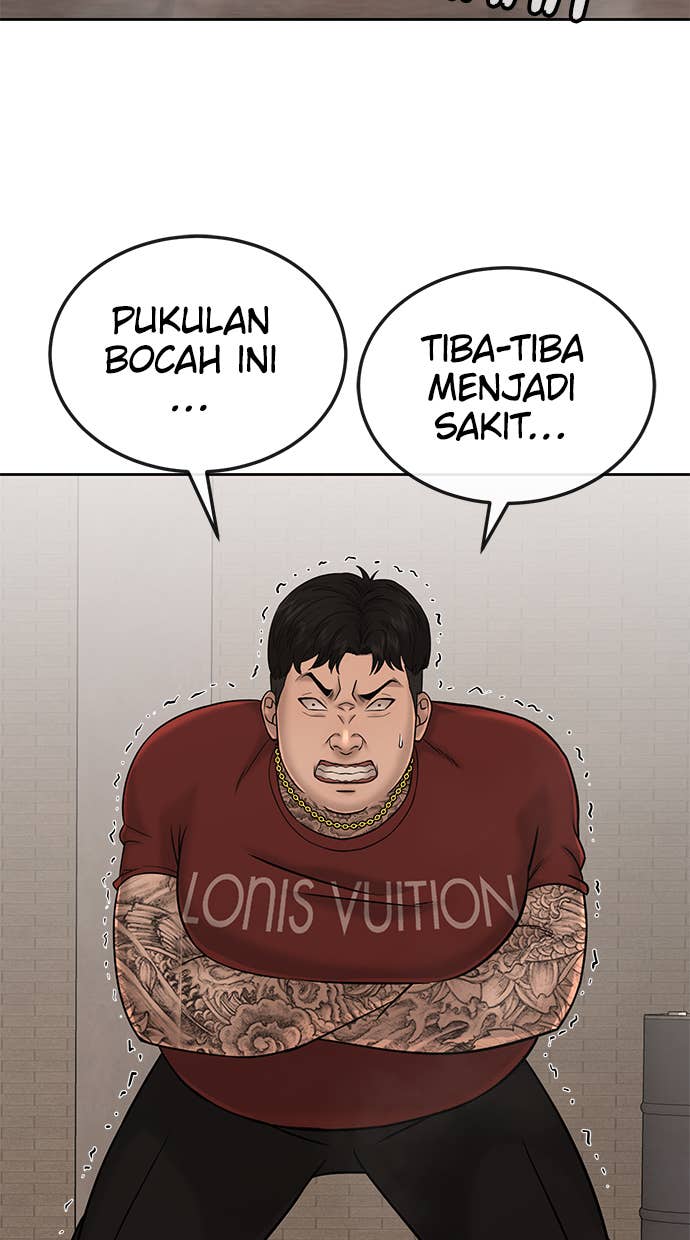 PUKULAN
BOCAH INI
...
TIBA-TIBA
MENJADI
SAKIT...
LONIS VUITION